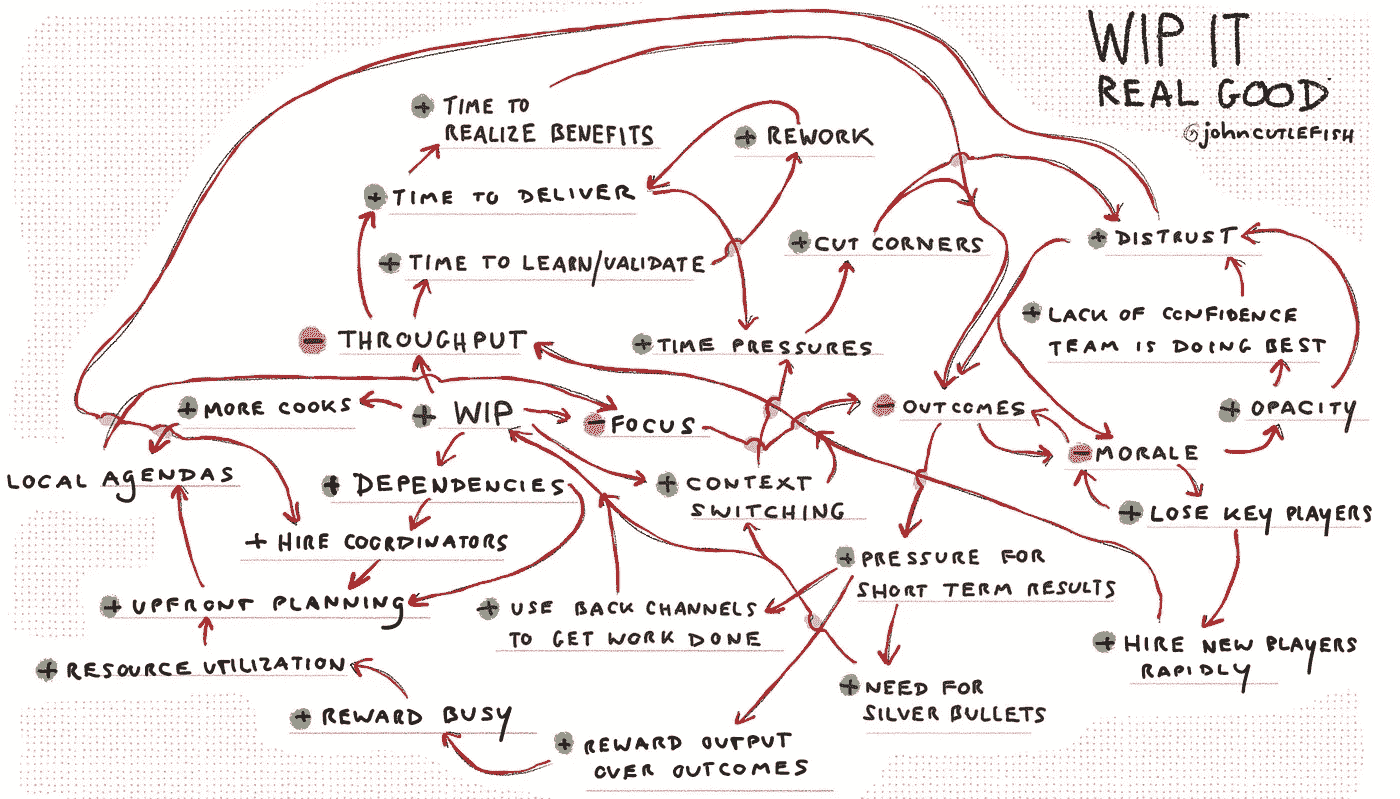 WIP IT
REAL GOOD
@johnCUTLEFISH
+ TIME TO
REALIZE BENEFITS
+ REWORK
+ TIME TO DELIVER
+ CUT CORNERS
+ DISTRUST
+ TIME TO LEARN/VALIDATE
+ LACK OF CONFIDENCE
TEAM IS DOING BEST
- THROUGHPUT
+ TIME PRESSURES
+ MORE COOKS
+ WIP
- FOCUS
- OUTCOMES
+ OPACITY
- MORALE
LOCAL AGENDAS
+ DEPENDENCIES
+ CONTEXT
SWITCHING
+ LOSE KEY PLAYERS
+ HIRE COORDINATORS
+ PRESSURE FOR
SHORT TERM RESULTS
+ UPFRONT PLANNING
+ USE BACK CHANNELS
TO GET WORK DONE
+ HIRE NEW PLAYERS
RAPIDLY
+ RESOURCE UTILIZATION
+ NEED FOR
SILVER BULLETS
+ REWARD BUSY
+ REWARD OUTPUT
OVER OUTCOMES